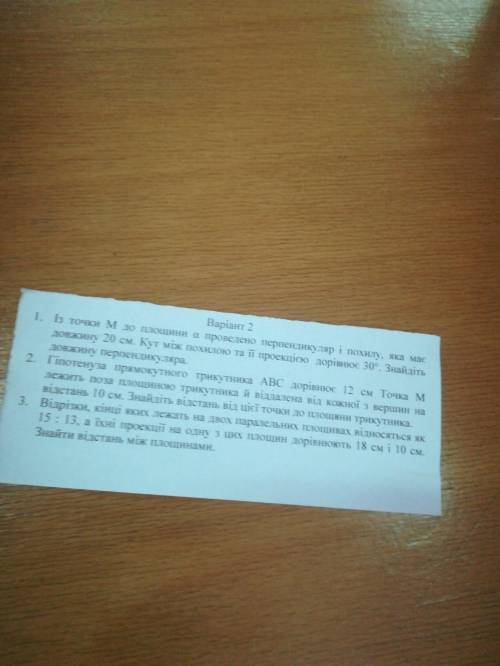 Варіант 2
1. Із точки М до площини α проведено перпендикуляр і похилу, яка має
довжину 20 см. Кут між похилою та її проекцією дорівнює 30°. Знайдіть
довжину перпендикуляра.
2. Гіпотенуза прямокутного трикутника АВС дорівнює 12 см Точка М
лежить поза площиною трикутника й віддалена від кожної з вершин на
відстань 10 см. Знайдіть відстань від цієї точки до площини трикутника.
3. Відрізки, кінці яких лежать на двох паралельних площинах відносяться як
15 : 13, а їхні проекції на одну з цих площин дорівнюють 18 см і 10 см.
Знайти відстань між площинами.